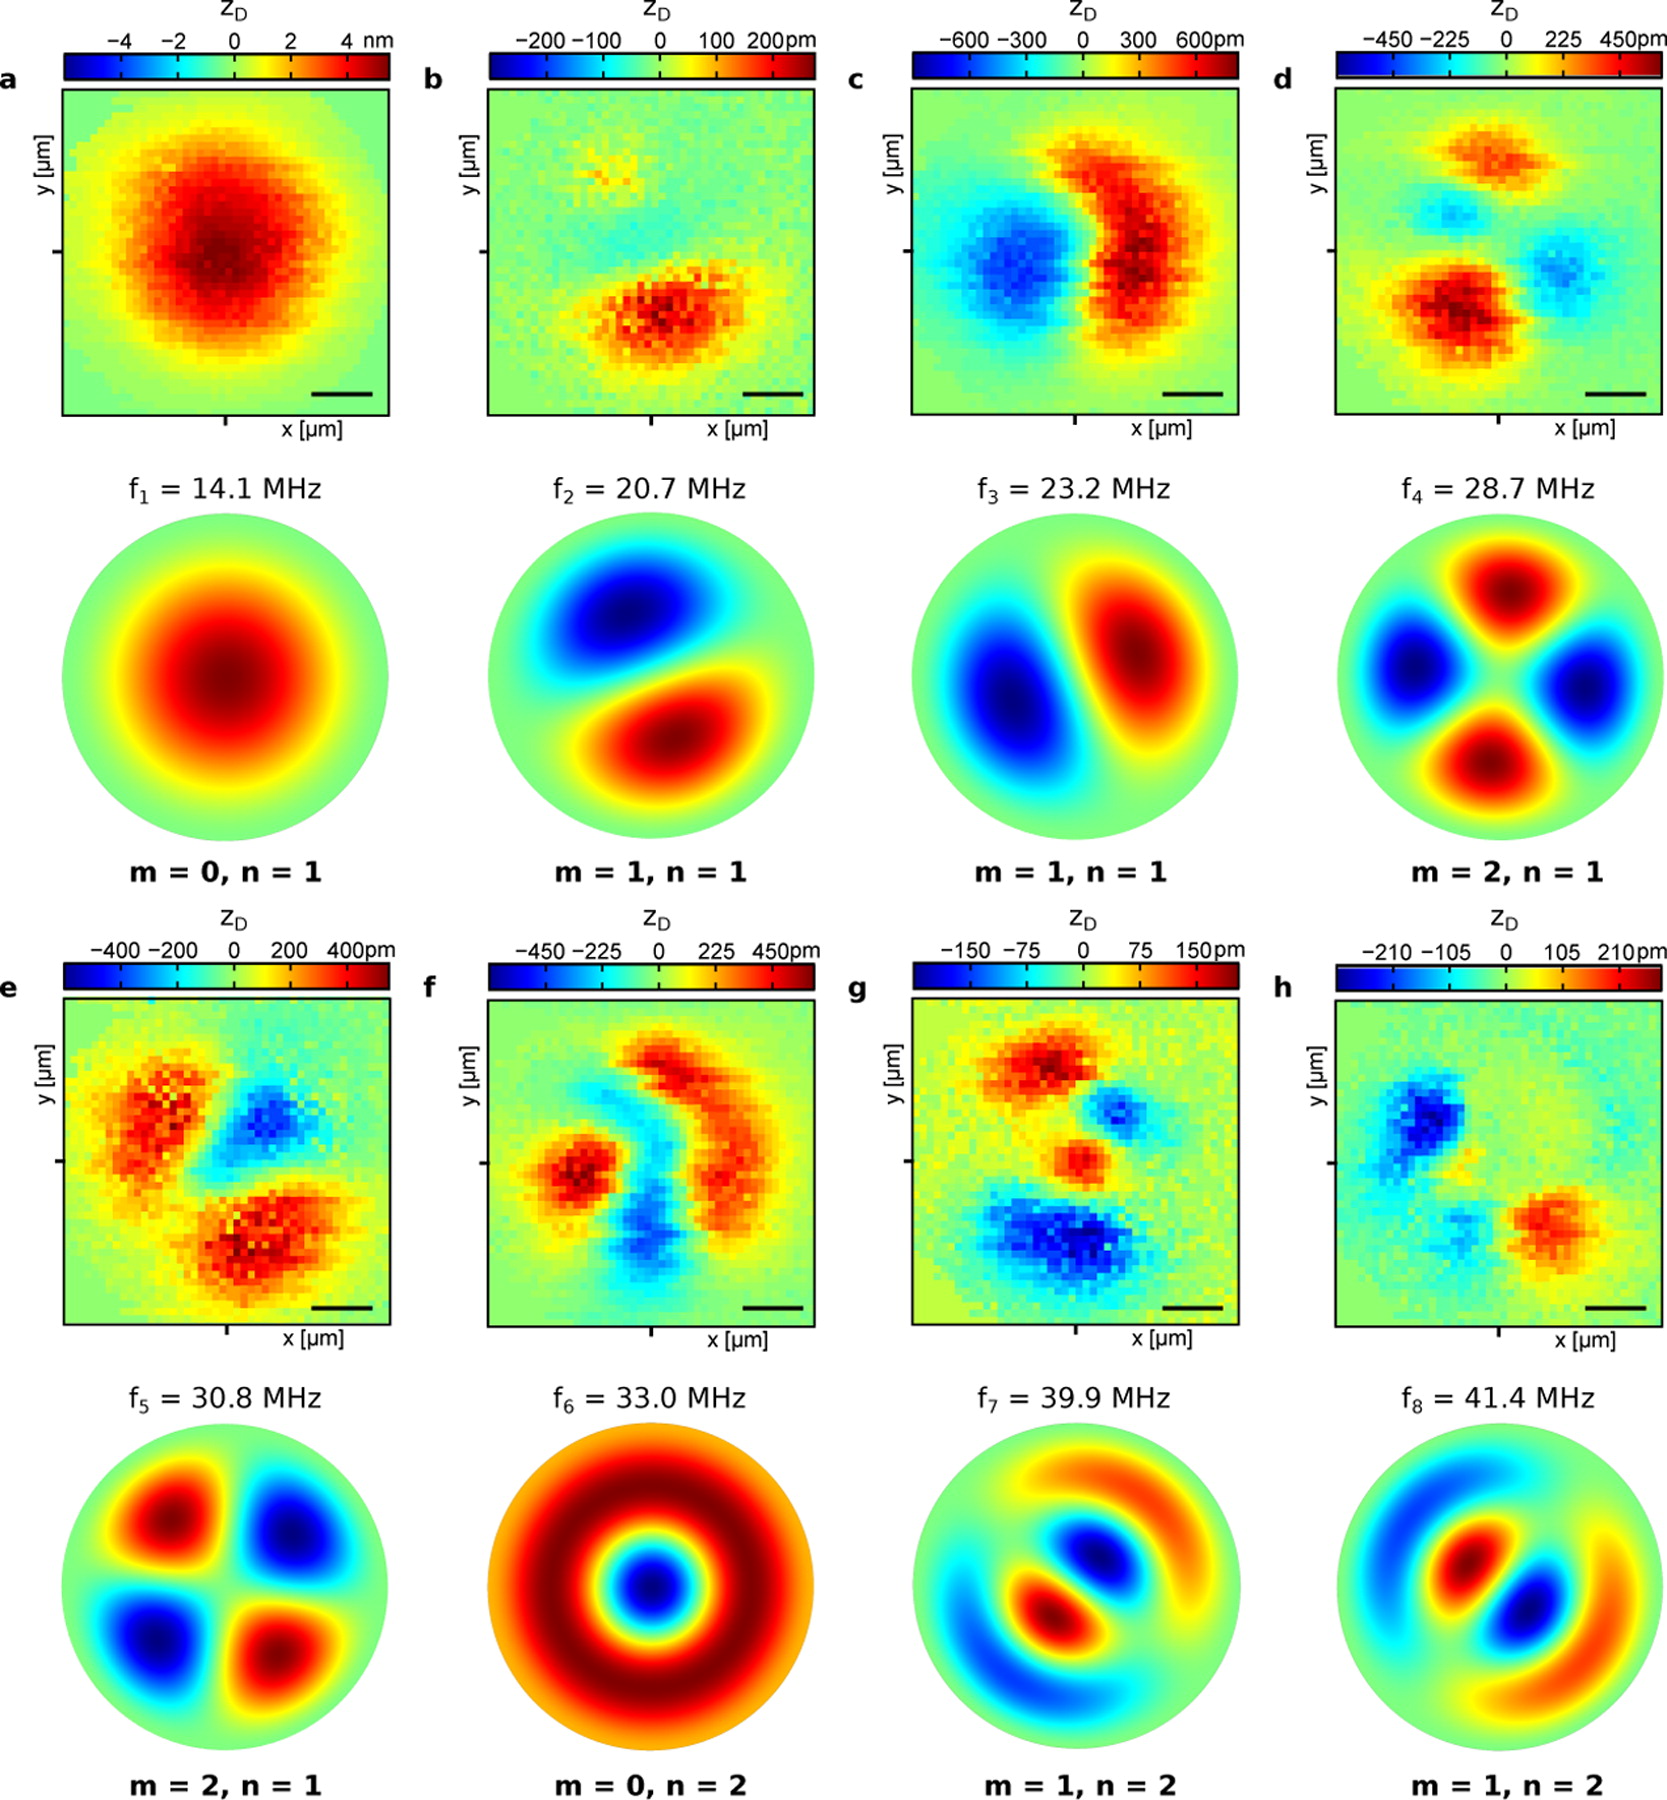 z_D z_D z_D z_D
−4 −2 0 2 4 nm −200 −100 0 100 200pm −600 −300 0 300 600pm −450 −225 0 225 450pm
a b c d
y [µm] y [µm] y [µm] y [µm]
x [µm] x [µm] x [µm] x [µm]
f₁ = 14.1 MHz f₂ = 20.7 MHz f₃ = 23.2 MHz f₄ = 28.7 MHz
m = 0, n = 1 m = 1, n = 1 m = 1, n = 1 m = 2, n = 1
z_D z_D z_D z_D
−400 −200 0 200 400pm −450 −225 0 225 450pm −150 −75 0 75 150pm −210 −105 0 105 210pm
e f g h
y [µm] y [µm] y [µm] y [µm]
x [µm] x [µm] x [µm] x [µm]
f₅ = 30.8 MHz f₆ = 33.0 MHz f₇ = 39.9 MHz f₈ = 41.4 MHz
m = 2, n = 1 m = 0, n = 2 m = 1, n = 2 m = 1, n = 2